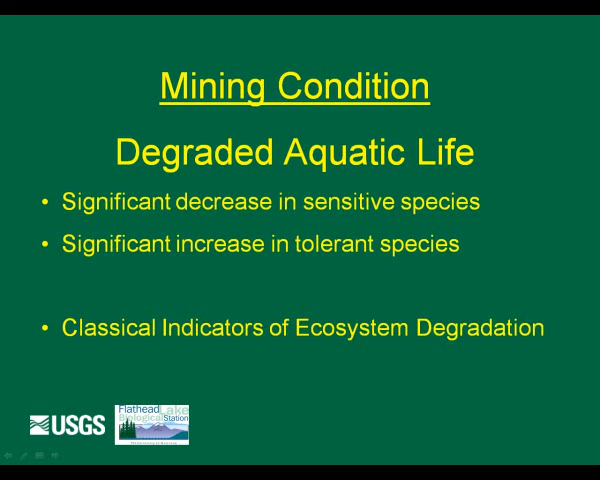 Mining Condition
Degraded Aquatic Life
• Significant decrease in sensitive species
• Significant increase in tolerant species
• Classical Indicators of Ecosystem Degradation
USGS
Flathead Lake
Biological Station